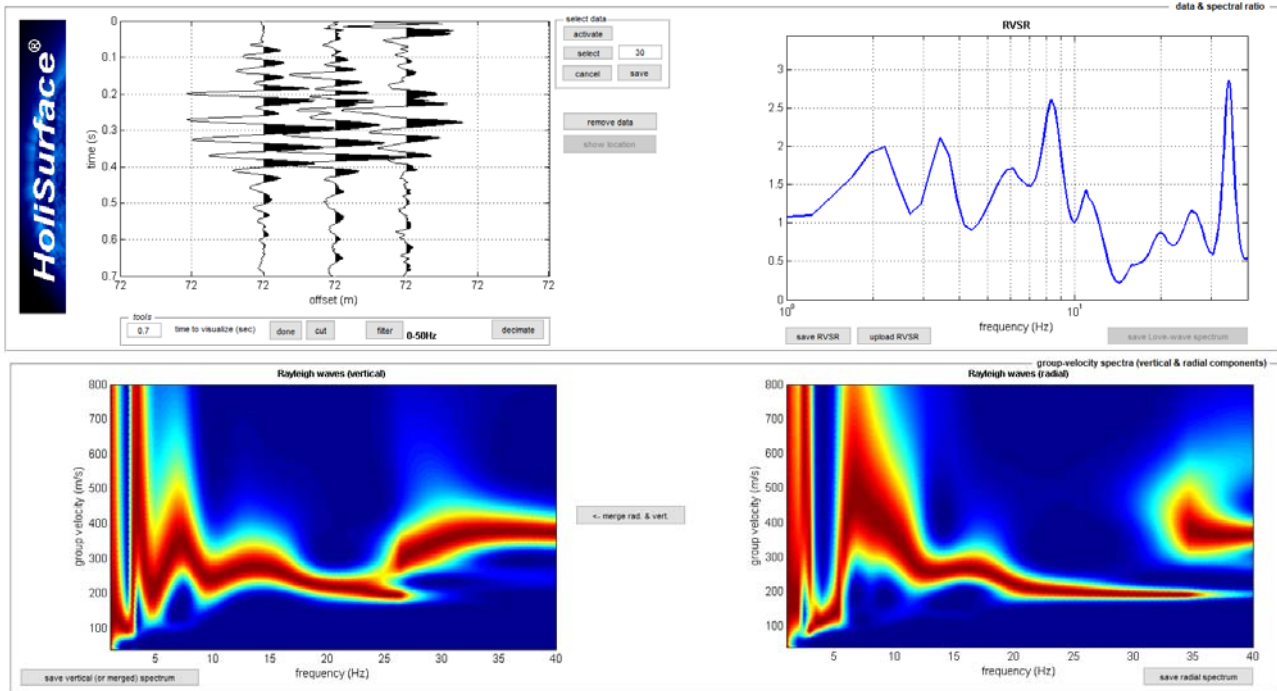 data & spectral ratio
HoliSurface®
0
0.1
0.2
0.3
0.4
0.5
0.6
0.7
time (s)
72 72 72 72 72 72 72
offset (m)
select data
activate
select 30
cancel save
remove data
show location
tools
0.7 time to visualize (sec) done cut filter 0-50Hz decimate
RVSR
3
2.5
2
1.5
1
0.5
0
10^0 10^1
frequency (Hz)
save RVSR upload RVSR save Love-wave spectrum
group-velocity spectra (vertical & radial components)
Rayleigh waves (vertical)
800
700
600
500
400
300
200
100
group velocity (m/s)
5 10 15 20 25 30 35 40
frequency (Hz)
save vertical (or merged) spectrum
<- merge rad. & vert.
Rayleigh waves (radial)
800
700
600
500
400
300
200
100
group velocity (m/s)
5 10 15 20 25 30 35 40
frequency (Hz)
save radial spectrum